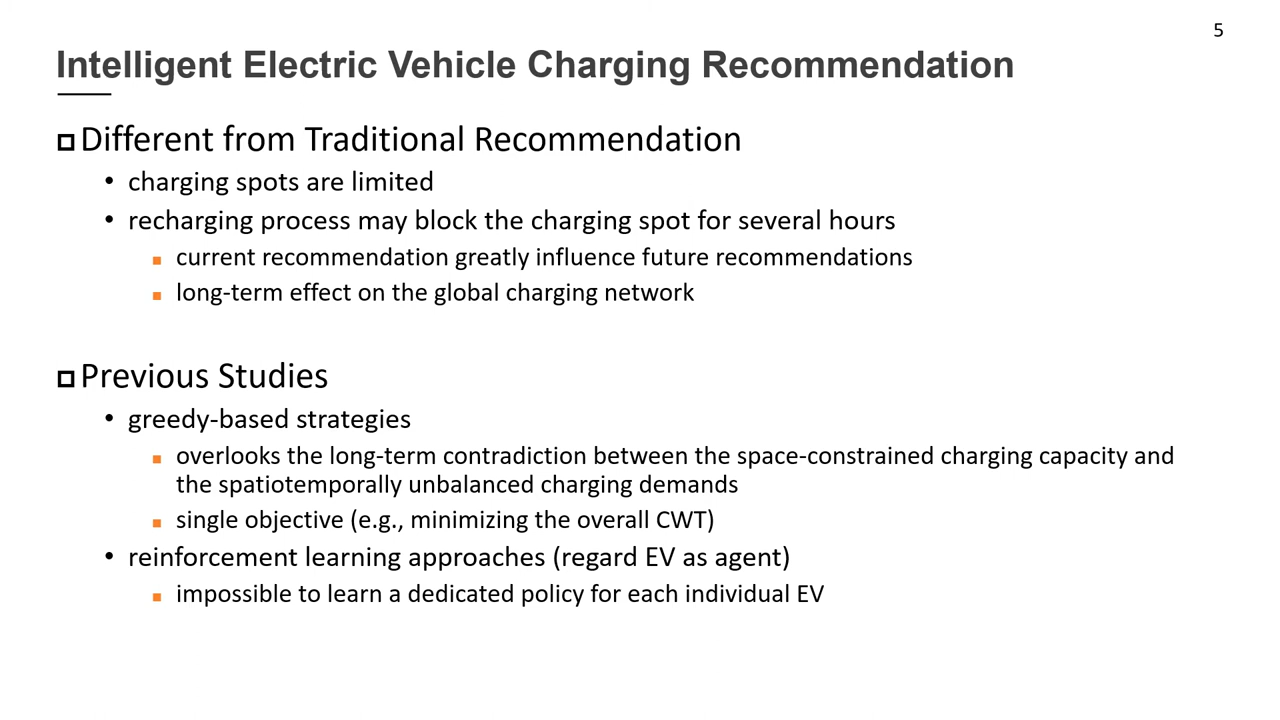 5
Intelligent Electric Vehicle Charging Recommendation
Different from Traditional Recommendation
• charging spots are limited
• recharging process may block the charging spot for several hours
▪ current recommendation greatly influence future recommendations
▪ long-term effect on the global charging network
Previous Studies
• greedy-based strategies
▪ overlooks the long-term contradiction between the space-constrained charging capacity and
the spatiotemporally unbalanced charging demands
▪ single objective (e.g., minimizing the overall CWT)
• reinforcement learning approaches (regard EV as agent)
▪ impossible to learn a dedicated policy for each individual EV